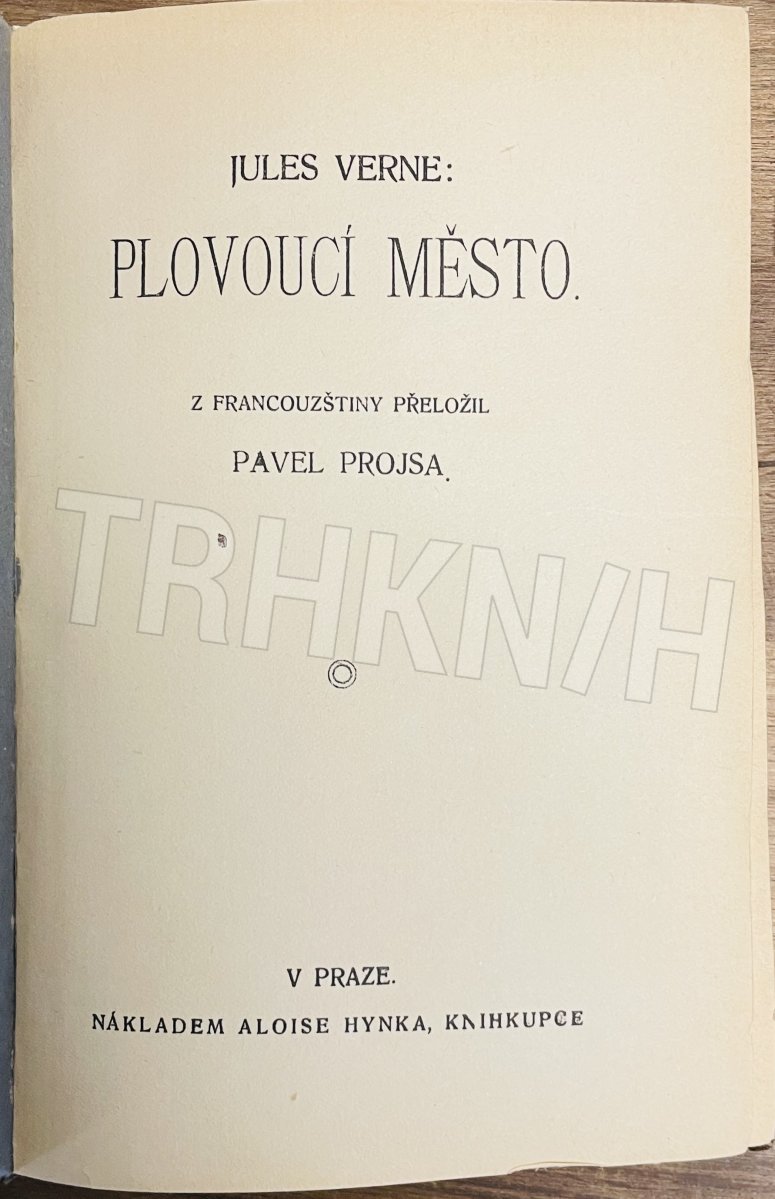 JULES VERNE:
PLOVOUCÍ MĚSTO.
Z FRANCOUZŠTINY PŘELOŽIL
PAVEL PROJSA.
TRHKNIH
V PRAZE.
NÁKLADEM ALOISE HYNKA, KNIHKUPCE